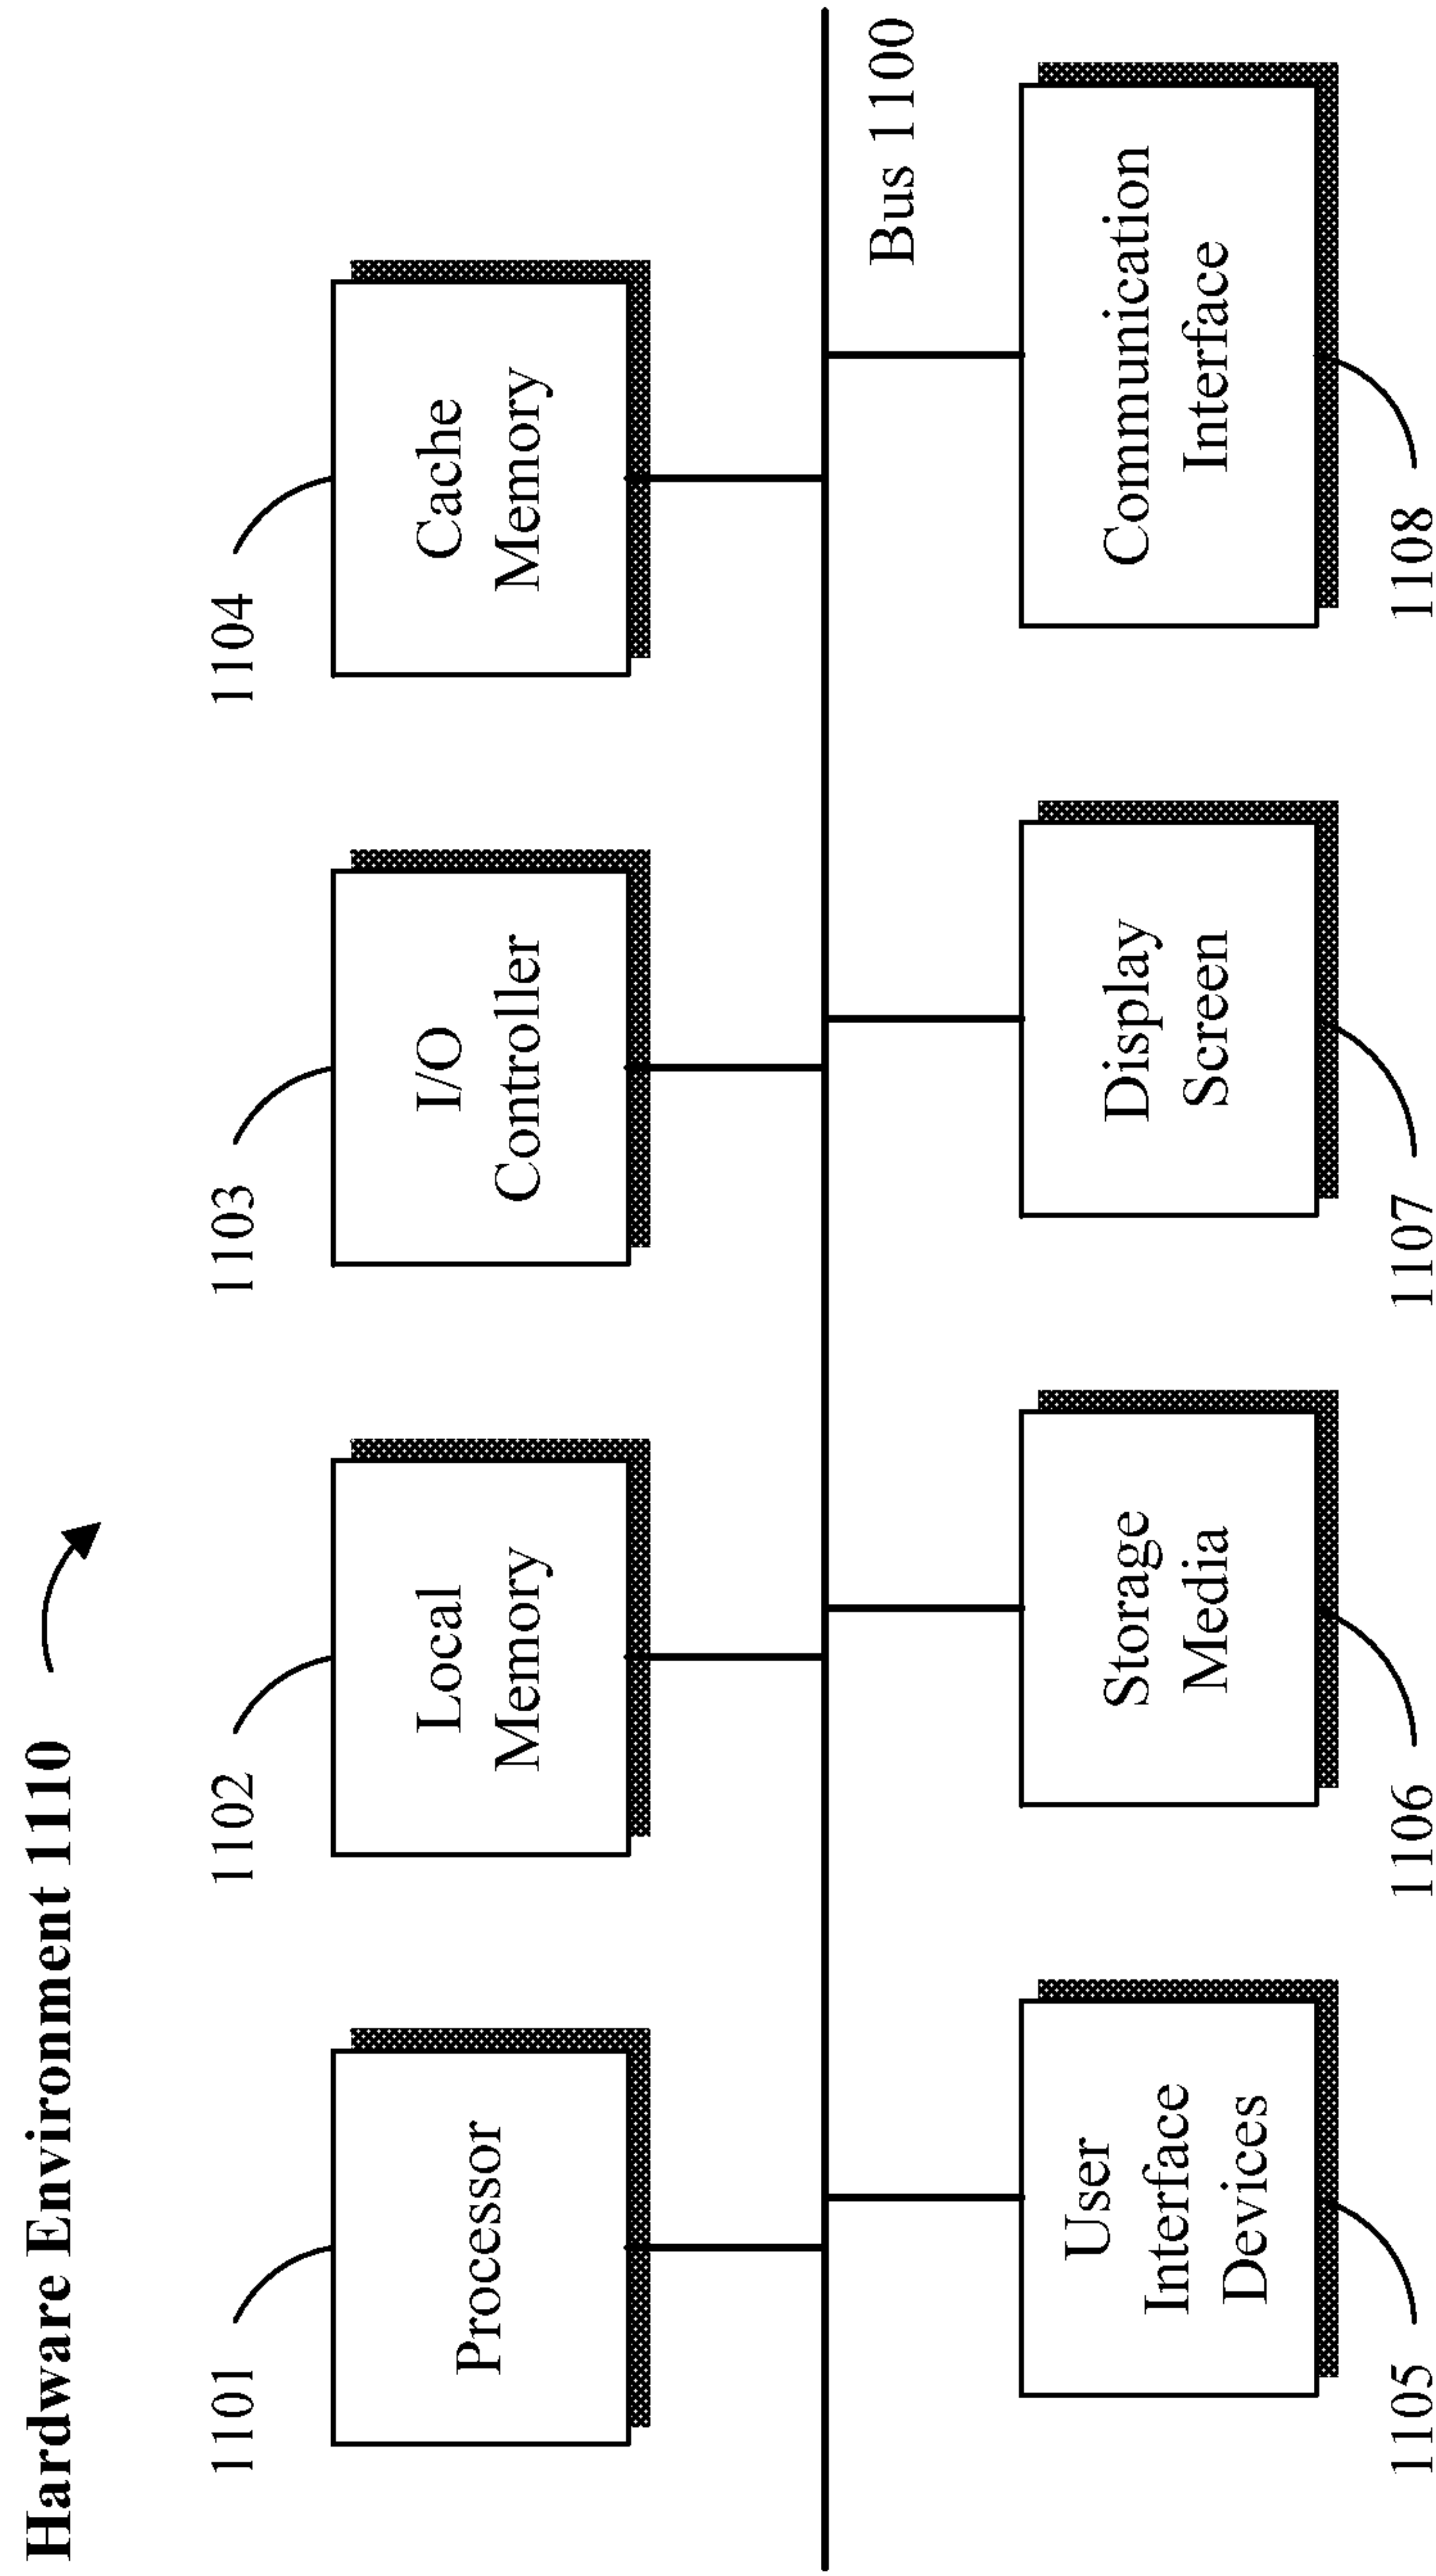 Hardware Environment 1110
1101
1102
1103
1104
Processor
Local
Memory
I/O
Controller
Cache
Memory
Bus 1100
User
Interface
Devices
Storage
Media
Display
Screen
Communication
Interface
1105
1106
1107
1108